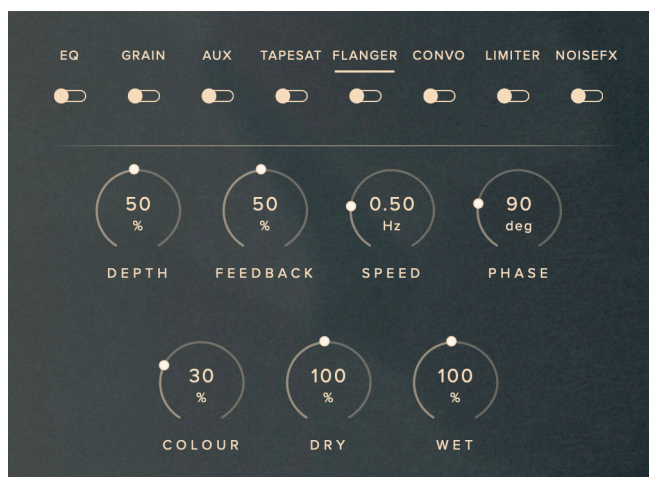 EQ GRAIN AUX TAPESAT FLANGER CONVO LIMITER NOISEFX
50 50 0.50 90
% % Hz deg
DEPTH FEEDBACK SPEED PHASE
30 100 100
% % %
COLOUR DRY WET